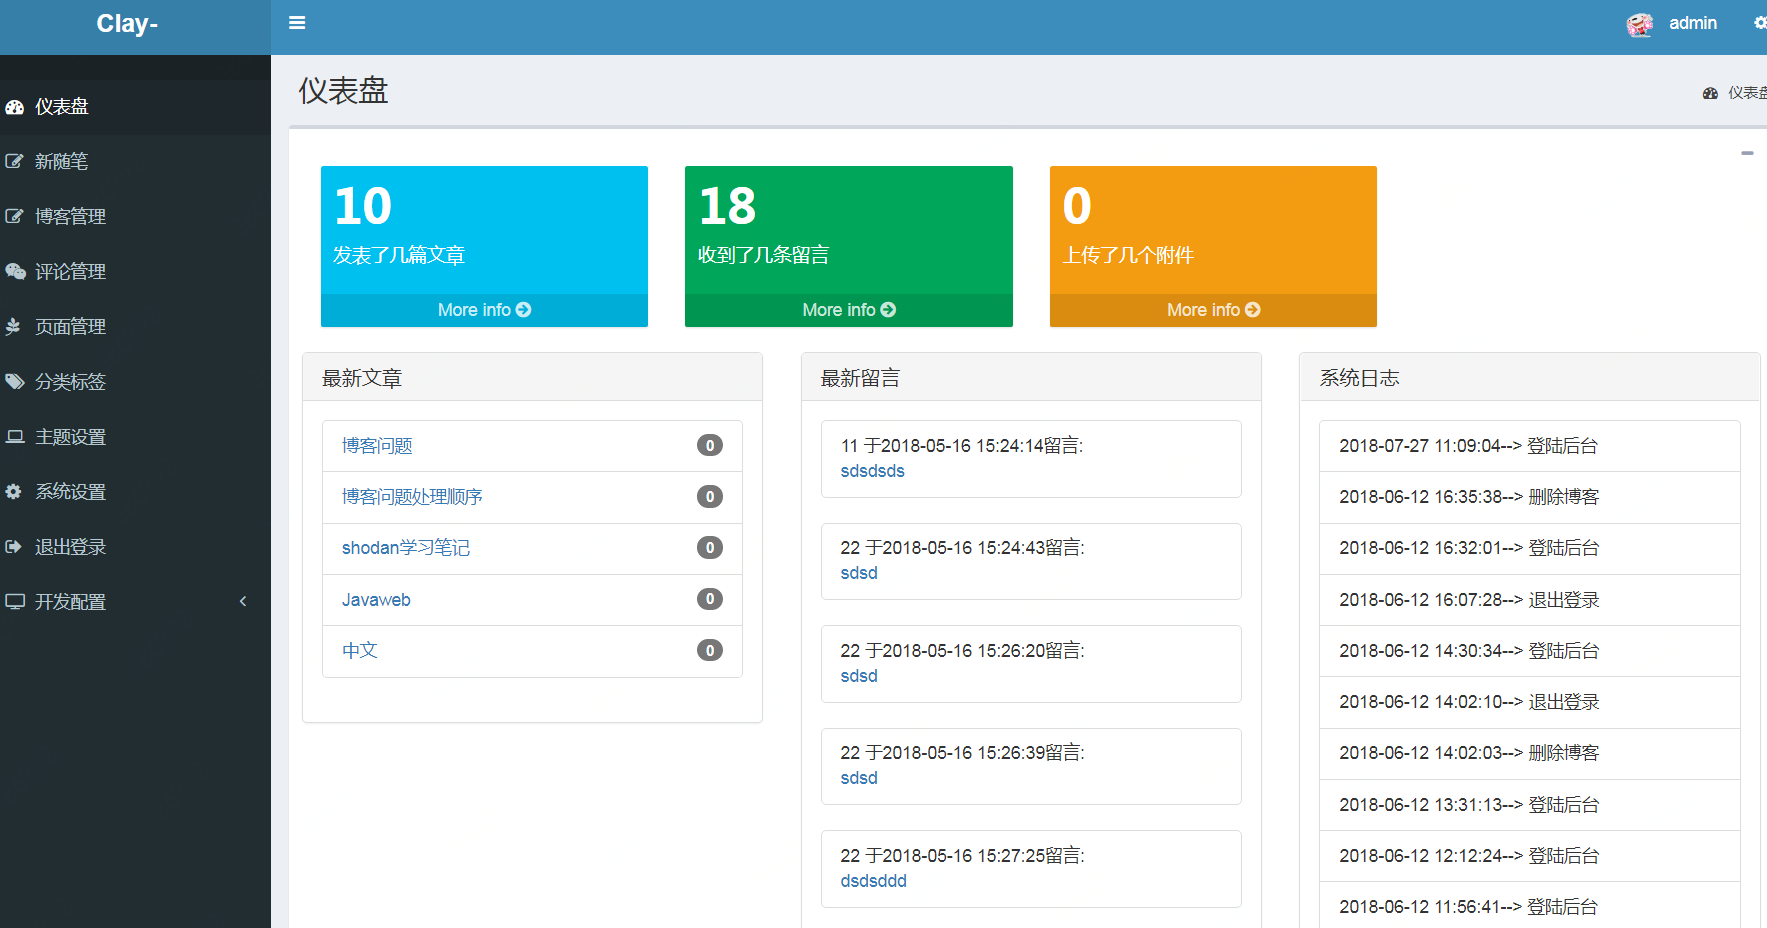 Clay-
admin
仪表盘
新随笔
博客管理
评论管理
页面管理
分类标签
主题设置
系统设置
退出登录
开发配置
仪表盘
仪表
10
发表了几篇文章
More info
18
收到了几条留言
More info
0
上传了几个附件
More info
最新文章
博客问题 0
博客问题处理顺序 0
shodan学习笔记 0
Javaweb 0
中文 0
最新留言
11 于2018-05-16 15:24:14留言:
sdsdsds
22 于2018-05-16 15:24:43留言:
sdsd
22 于2018-05-16 15:26:20留言:
sdsd
22 于2018-05-16 15:26:39留言:
sdsd
22 于2018-05-16 15:27:25留言:
dsdsddd
系统日志
2018-07-27 11:09:04--> 登陆后台
2018-06-12 16:35:38--> 删除博客
2018-06-12 16:32:01--> 登陆后台
2018-06-12 16:07:28--> 退出登录
2018-06-12 14:30:34--> 登陆后台
2018-06-12 14:02:10--> 退出登录
2018-06-12 14:02:03--> 删除博客
2018-06-12 13:31:13--> 登陆后台
2018-06-12 12:12:24--> 登陆后台
2018-06-12 11:56:41--> 登陆后台